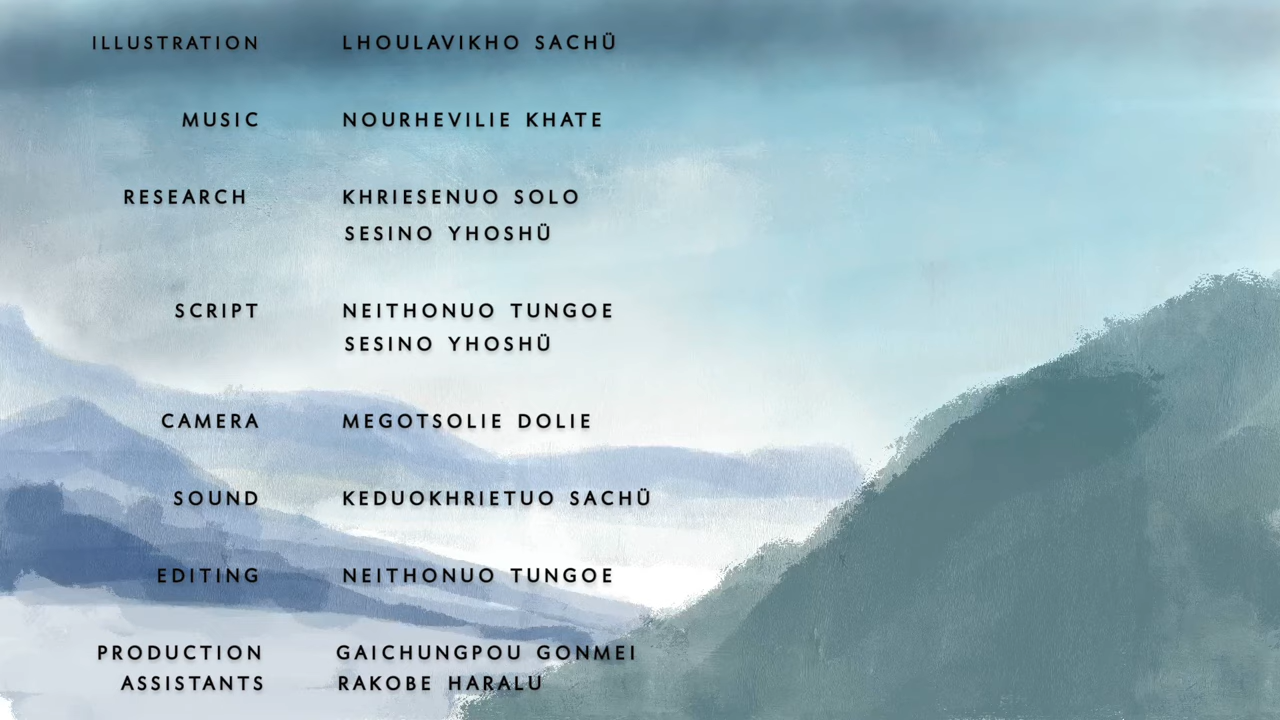 ILLUSTRATION LHOULAVIKHO SACHÜ
MUSIC NOURHEVILIE KHATE
RESEARCH KHRIESENUO SOLO
SESINO YHOSHÜ
SCRIPT NEITHONUO TUNGOE
SESINO YHOSHÜ
CAMERA MEGOTSOLIE DOLIE
SOUND KEDUOKHRIETUO SACHÜ
EDITING NEITHONUO TUNGOE
PRODUCTION GAICHUNGPOU GONMEI
ASSISTANTS RAKOBE HARALU